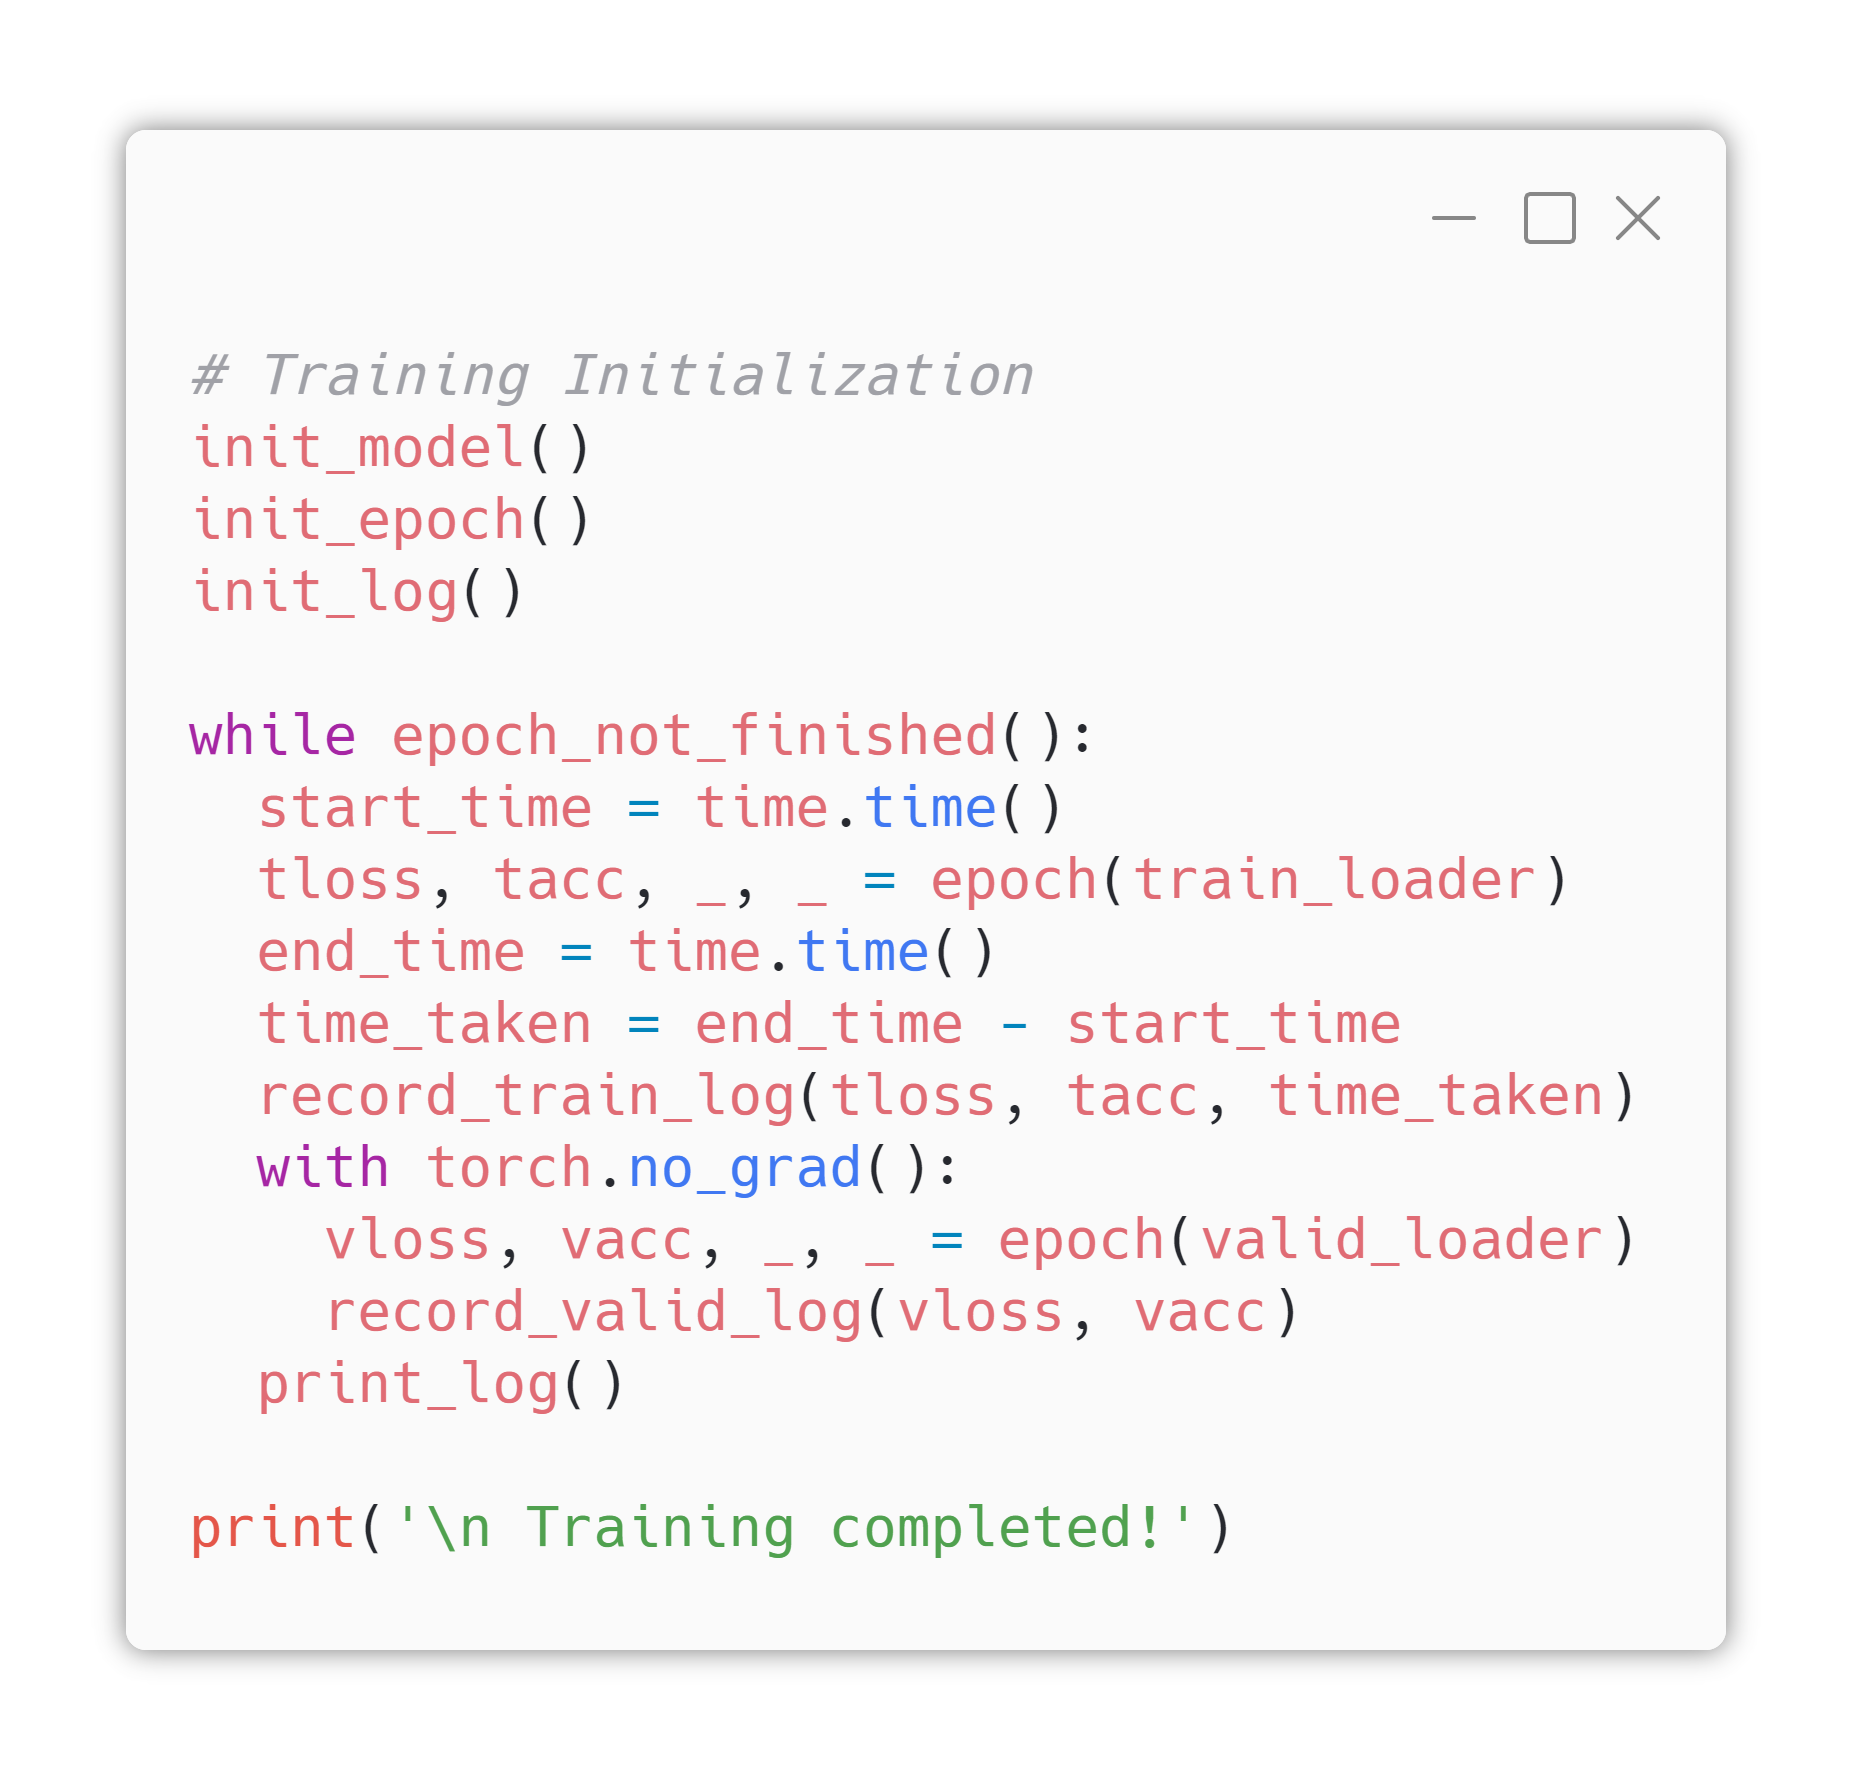 # Training Initialization
init_model()
init_epoch()
init_log()

while epoch_not_finished():
  start_time = time.time()
  tloss, tacc, _, _ = epoch(train_loader)
  end_time = time.time()
  time_taken = end_time - start_time
  record_train_log(tloss, tacc, time_taken)
  with torch.no_grad():
    vloss, vacc, _, _ = epoch(valid_loader)
    record_valid_log(vloss, vacc)
  print_log()

print('\n Training completed!')